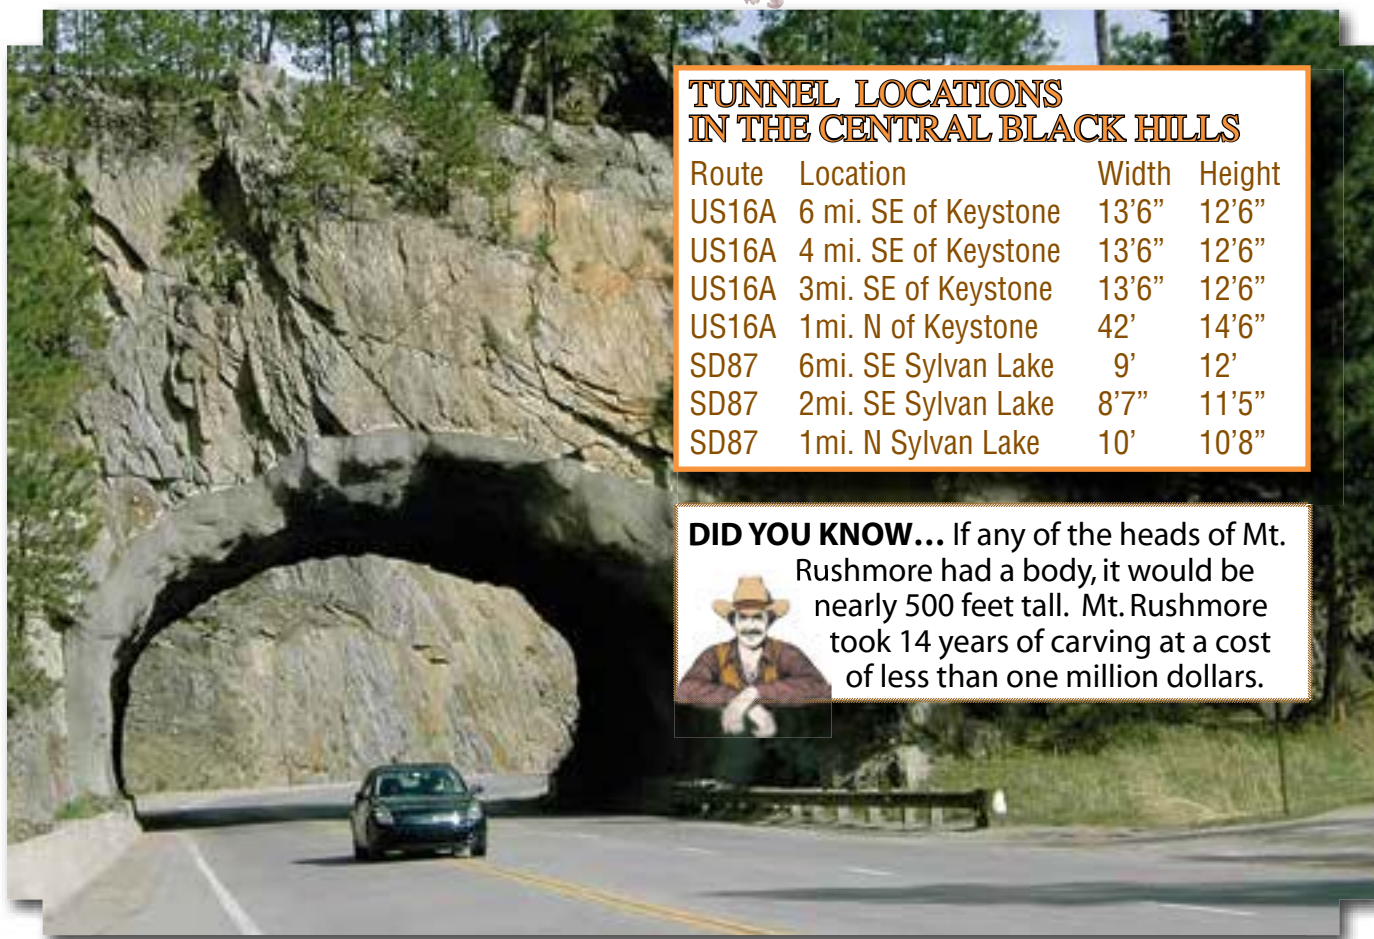 TUNNEL LOCATIONS
IN THE CENTRAL BLACK HILLS
Route Location Width Height
US16A 6 mi. SE of Keystone 13’6” 12’6”
US16A 4 mi. SE of Keystone 13’6” 12’6”
US16A 3mi. SE of Keystone 13’6” 12’6”
US16A 1mi. N of Keystone 42’ 14’6”
SD87 6mi. SE Sylvan Lake 9’ 12’
SD87 2mi. SE Sylvan Lake 8’7” 11’5”
SD87 1mi. N Sylvan Lake 10’ 10’8”
DID YOU KNOW... If any of the heads of Mt.
Rushmore had a body, it would be
nearly 500 feet tall. Mt. Rushmore
took 14 years of carving at a cost
of less than one million dollars.